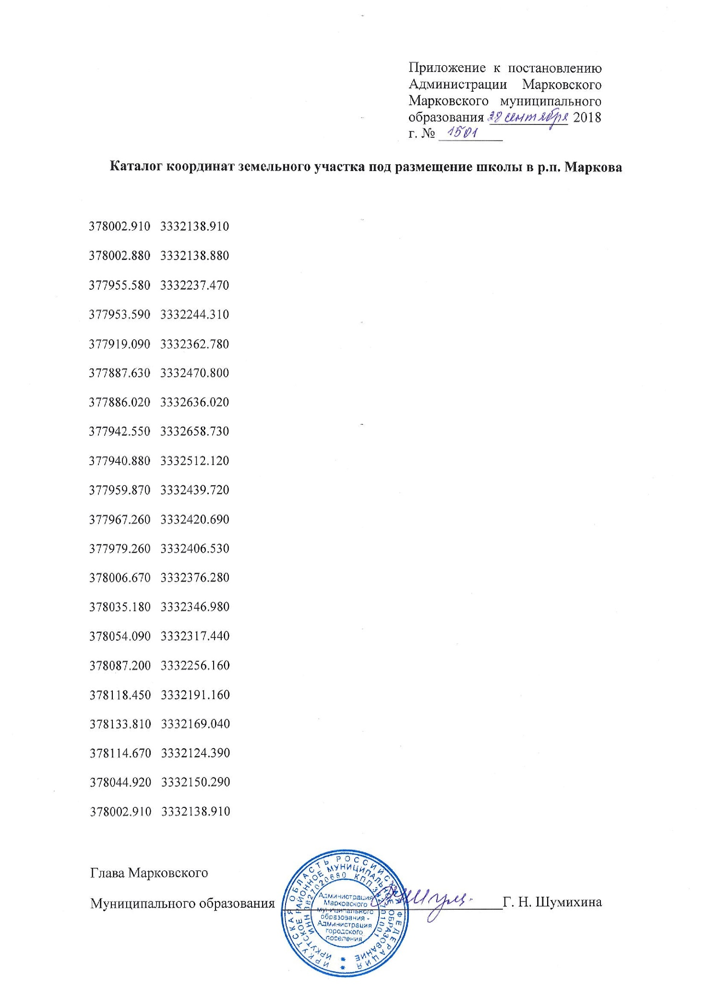 Приложение к постановлению
Администрации Марковского
Марковского муниципального
образования 28 сентября 2018
г. № 1501
Каталог координат земельного участка под размещение школы в р.п. Маркова
378002.910 3332138.910
378002.880 3332138.880
377955.580 3332237.470
377953.590 3332244.310
377919.090 3332362.780
377887.630 3332470.800
377886.020 3332636.020
377942.550 3332658.730
377940.880 3332512.120
377959.870 3332439.720
377967.260 3332420.690
377979.260 3332406.530
378006.670 3332376.280
378035.180 3332346.980
378054.090 3332317.440
378087.200 3332256.160
378118.450 3332191.160
378133.810 3332169.040
378114.670 3332124.390
378044.920 3332150.290
378002.910 3332138.910
Глава Марковского
Муниципального образования Г. Н. Шумихина
ИРКУТСКАЯ ОБЛАСТЬ РОССИЙСКАЯ ФЕДЕРАЦИЯ
ИРКУТСКОЕ РАЙОННОЕ МУНИЦИПАЛЬНОЕ ОБРАЗОВАНИЕ
ИНН 3827020680 КПП
Администрация
Марковского
муниципального
образования -
Администрация
городского
поселения